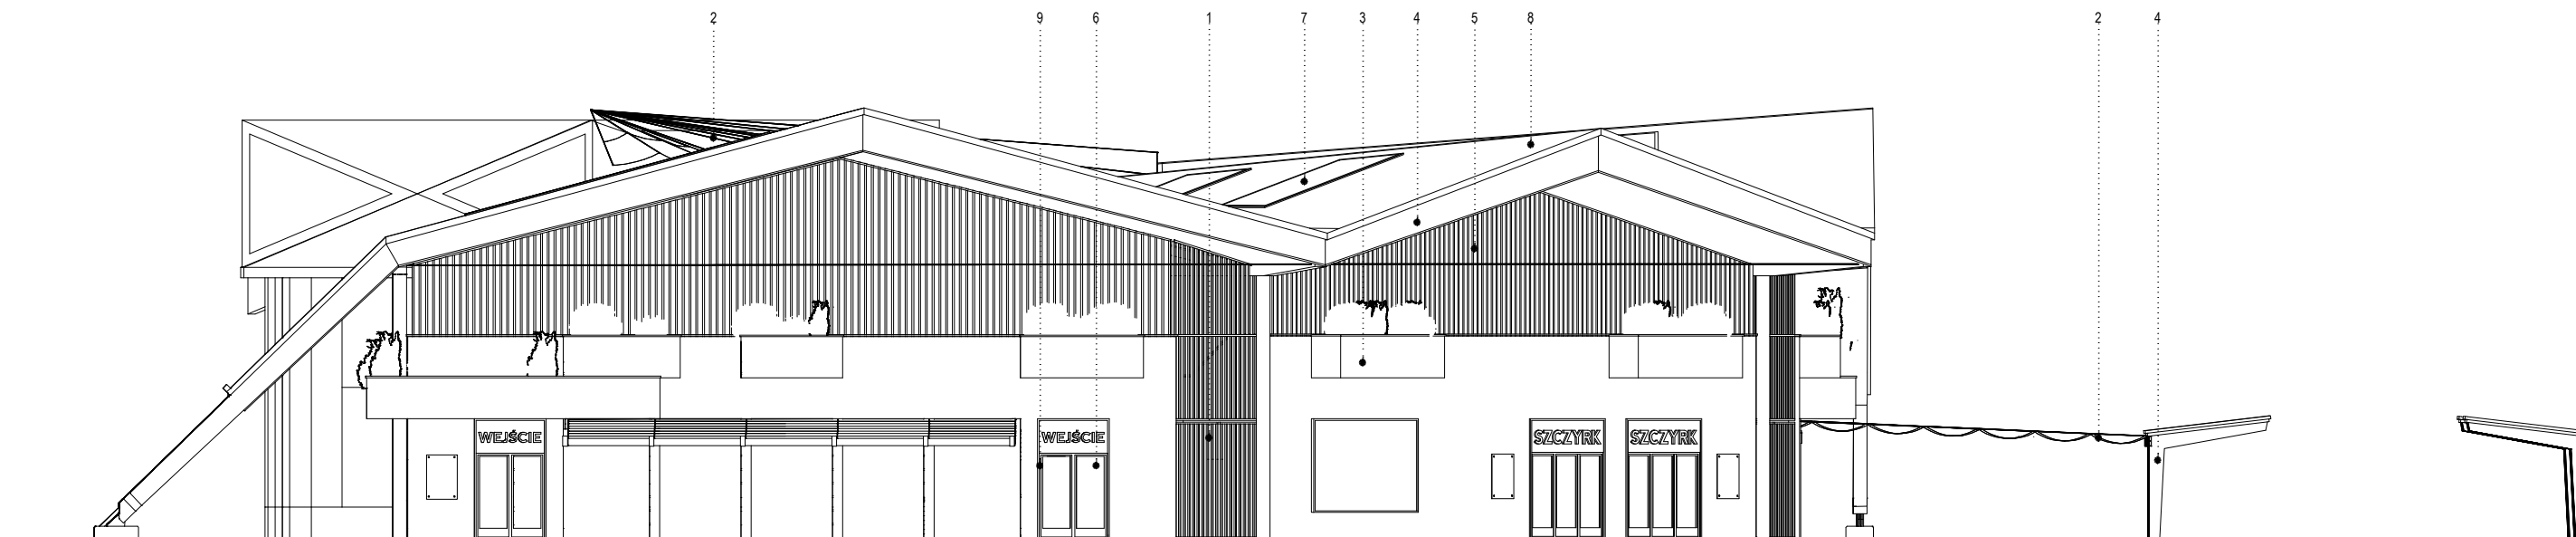 2 9 6 1 7 3 4 5 8 2 4
WEJŚCIE WEJŚCIE SZCZYRK SZCZYRK